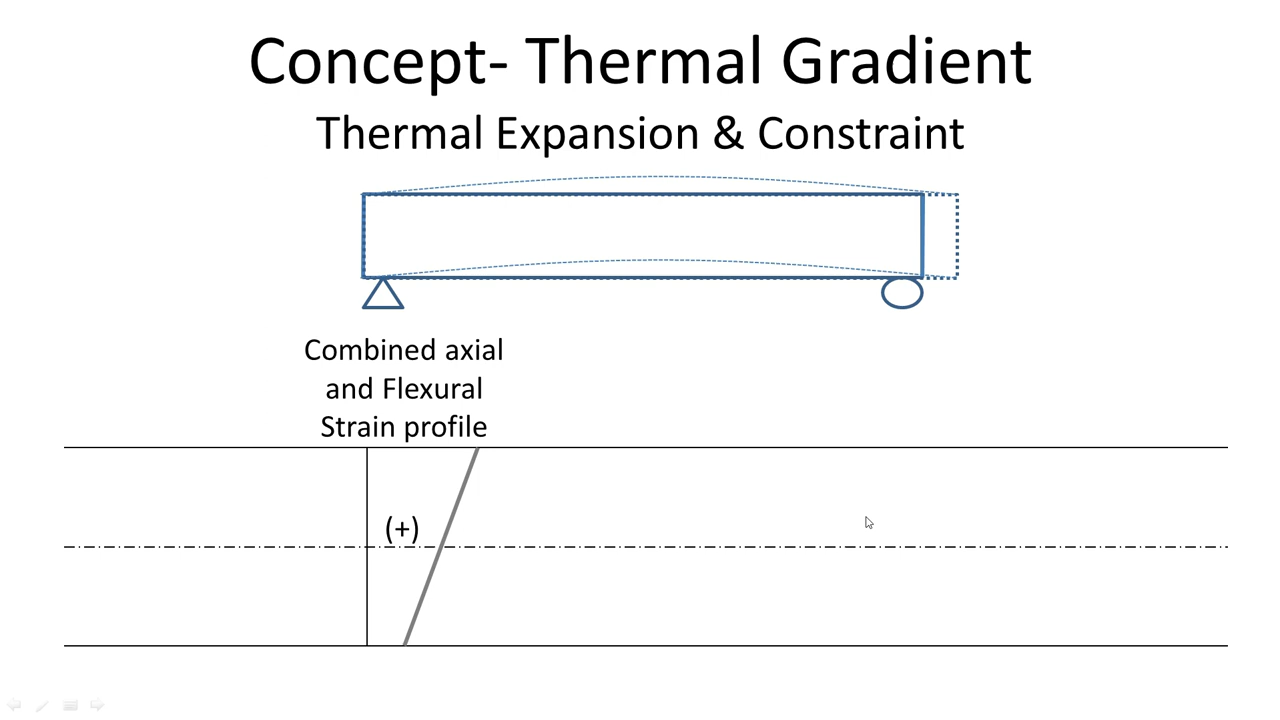 Concept- Thermal Gradient
Thermal Expansion & Constraint
Combined axial
and Flexural
Strain profile
(+)